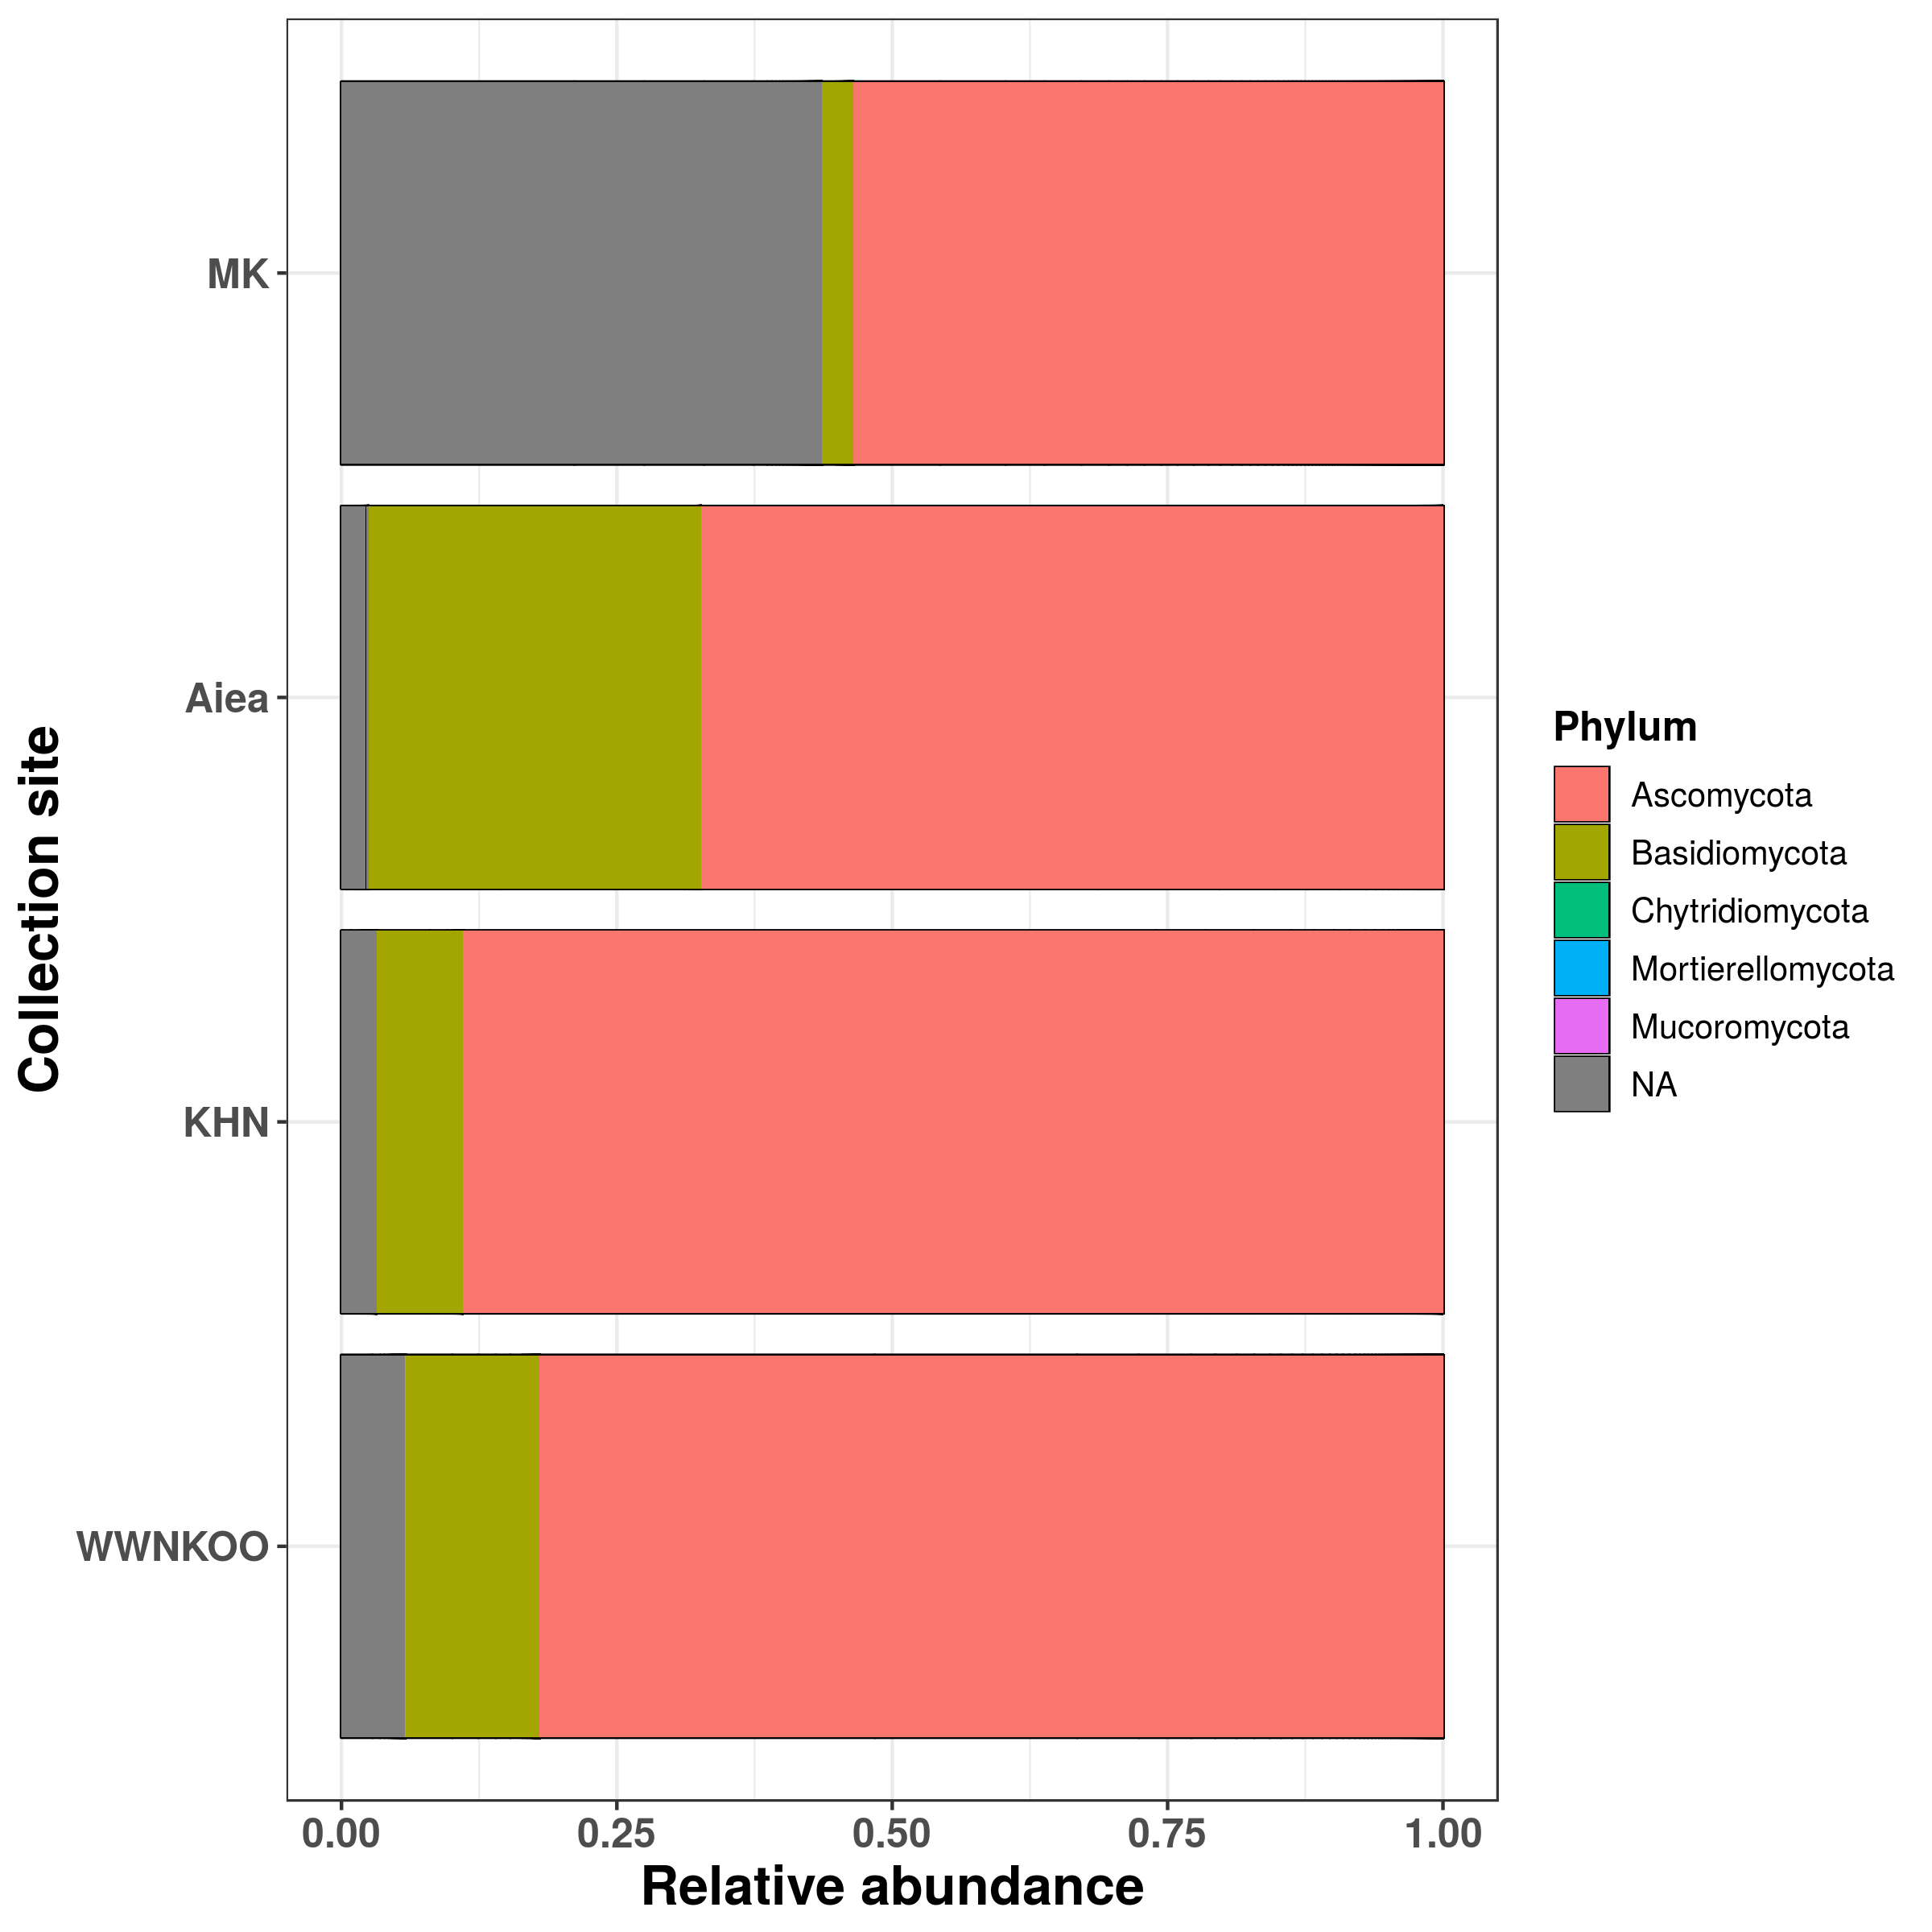 Collection site
MK
Aiea
KHN
WWNKOO
0.00
0.25
0.50
0.75
1.00
Relative abundance
Phylum
Ascomycota
Basidiomycota
Chytridiomycota
Mortierellomycota
Mucoromycota
NA